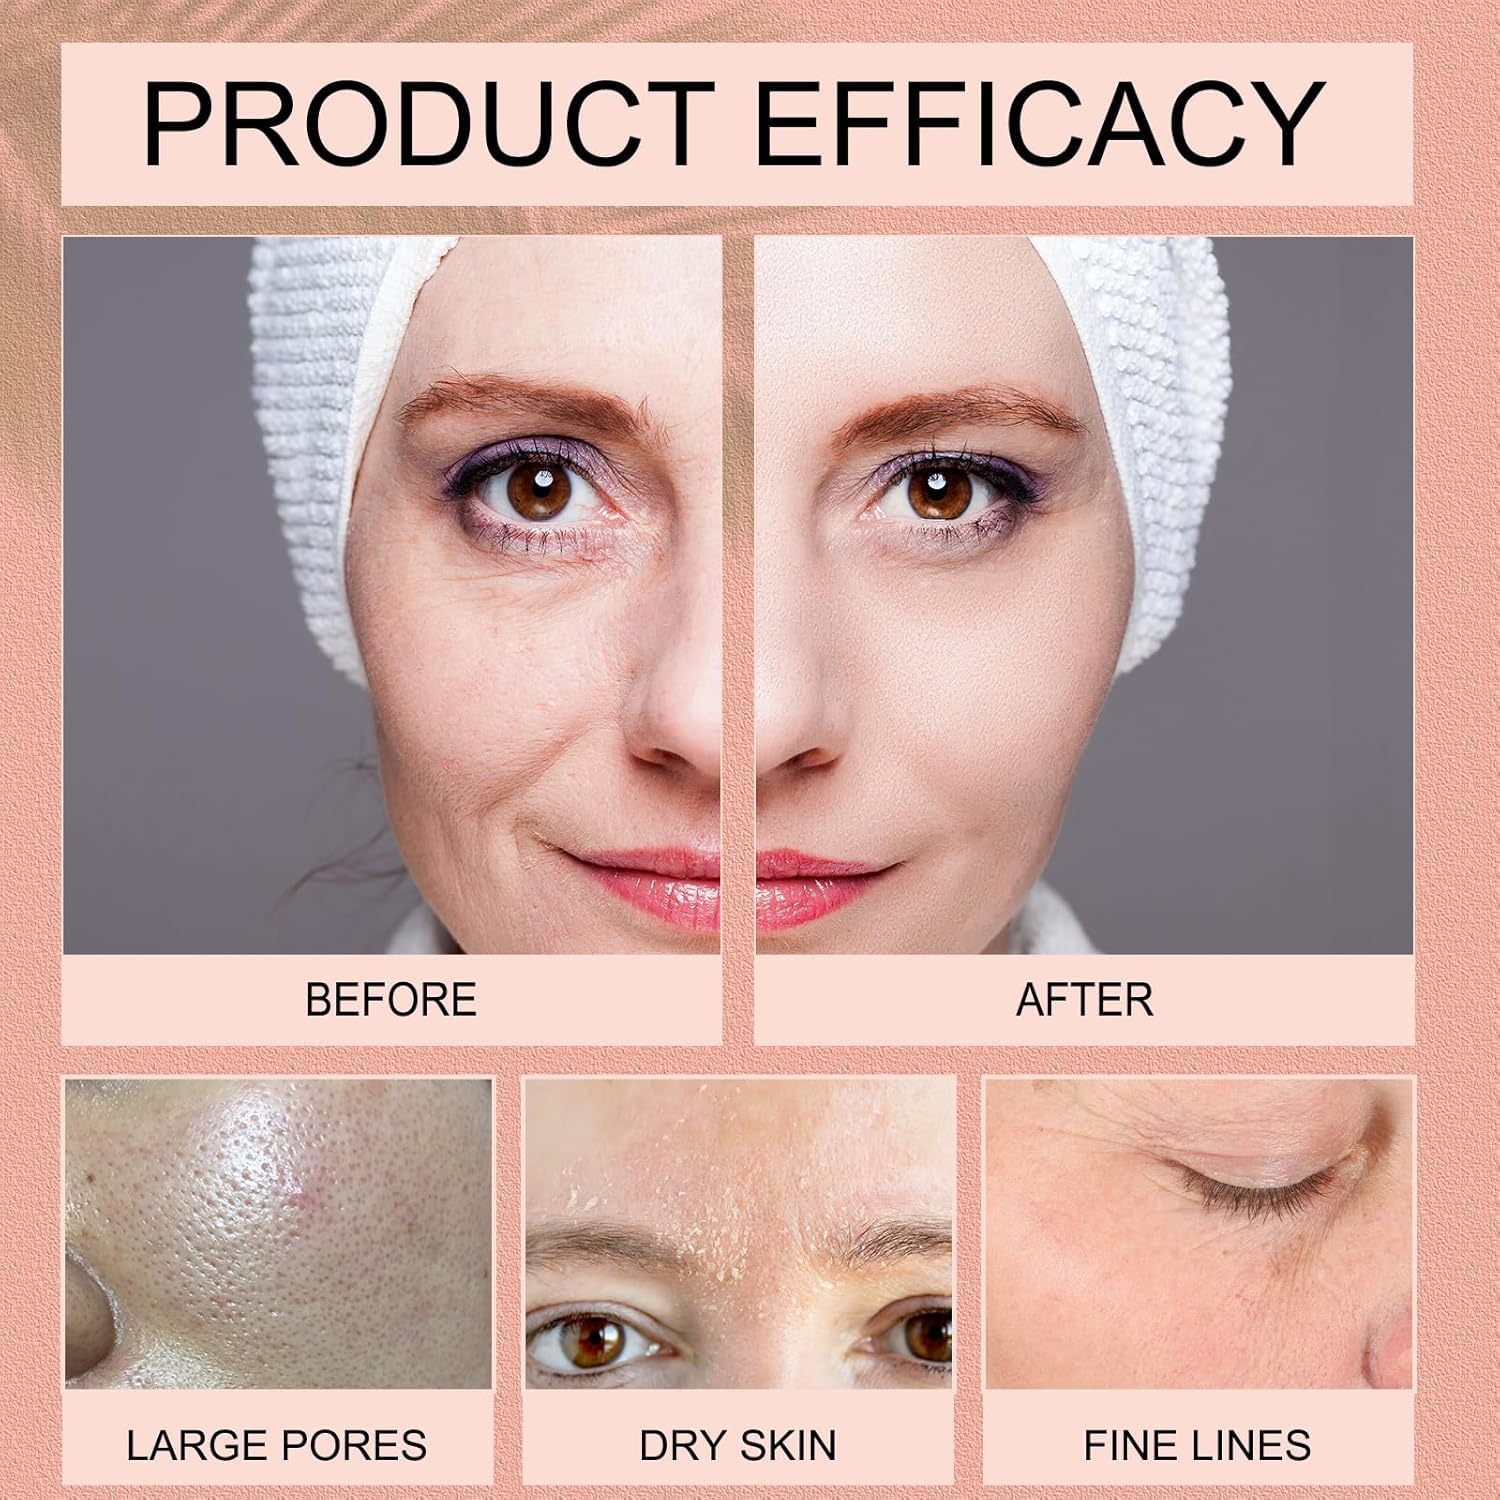 PRODUCT EFFICACY
BEFORE
AFTER
LARGE PORES
DRY SKIN
FINE LINES